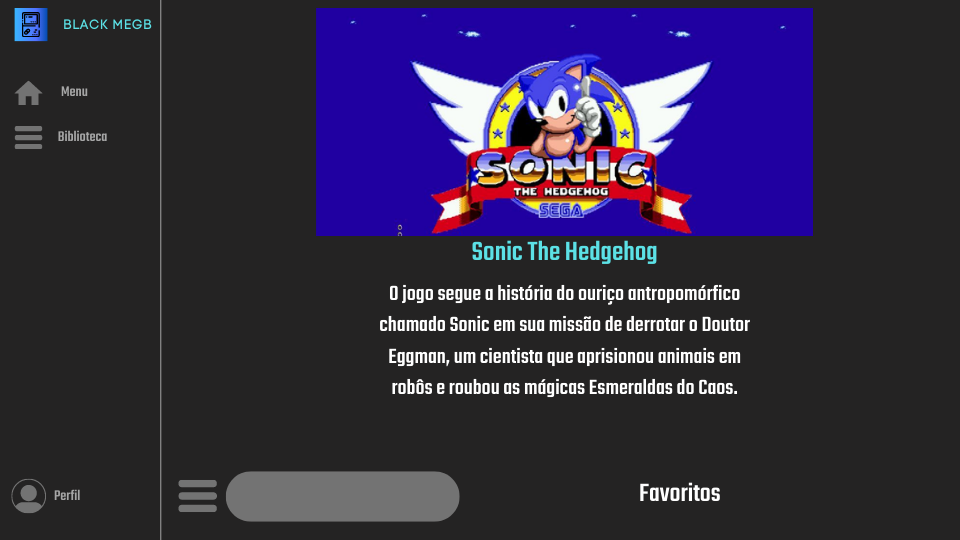 BLACK MEGB
Menu
Biblioteca
SONIC
THE HEDGEHOG
SEGA
Sonic The Hedgehog
O jogo segue a história do ouriço antropomórfico
chamado Sonic em sua missão de derrotar o Doutor
Eggman, um cientista que aprisionou animais em
robôs e roubou as mágicas Esmeraldas do Caos.
Perfil
Favoritos